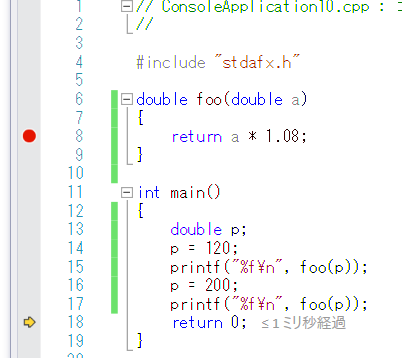 1 // ConsoleApplication10.cpp : コ
2 //
3
4 #include "stdafx.h"
5
6 double foo(double a)
7 {
8 return a * 1.08;
9 }
10
11 int main()
12 {
13 double p;
14 p = 120;
15 printf("%f¥n", foo(p));
16 p = 200;
17 printf("%f¥n", foo(p));
18 return 0; ≤1ミリ秒経過
19 }